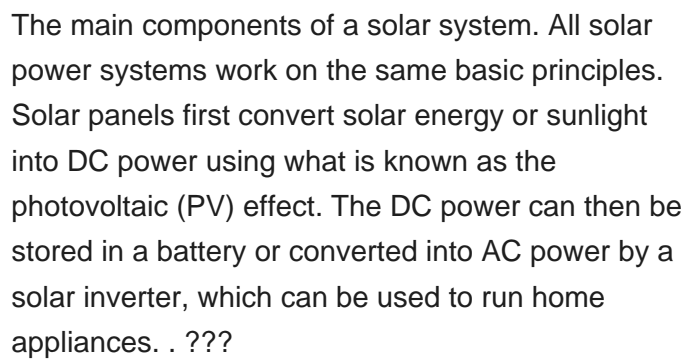 The main components of a solar system. All solar
power systems work on the same basic principles.
Solar panels first convert solar energy or sunlight
into DC power using what is known as the
photovoltaic (PV) effect. The DC power can then be
stored in a battery or converted into AC power by a
solar inverter, which can be used to run home
appliances. . ???